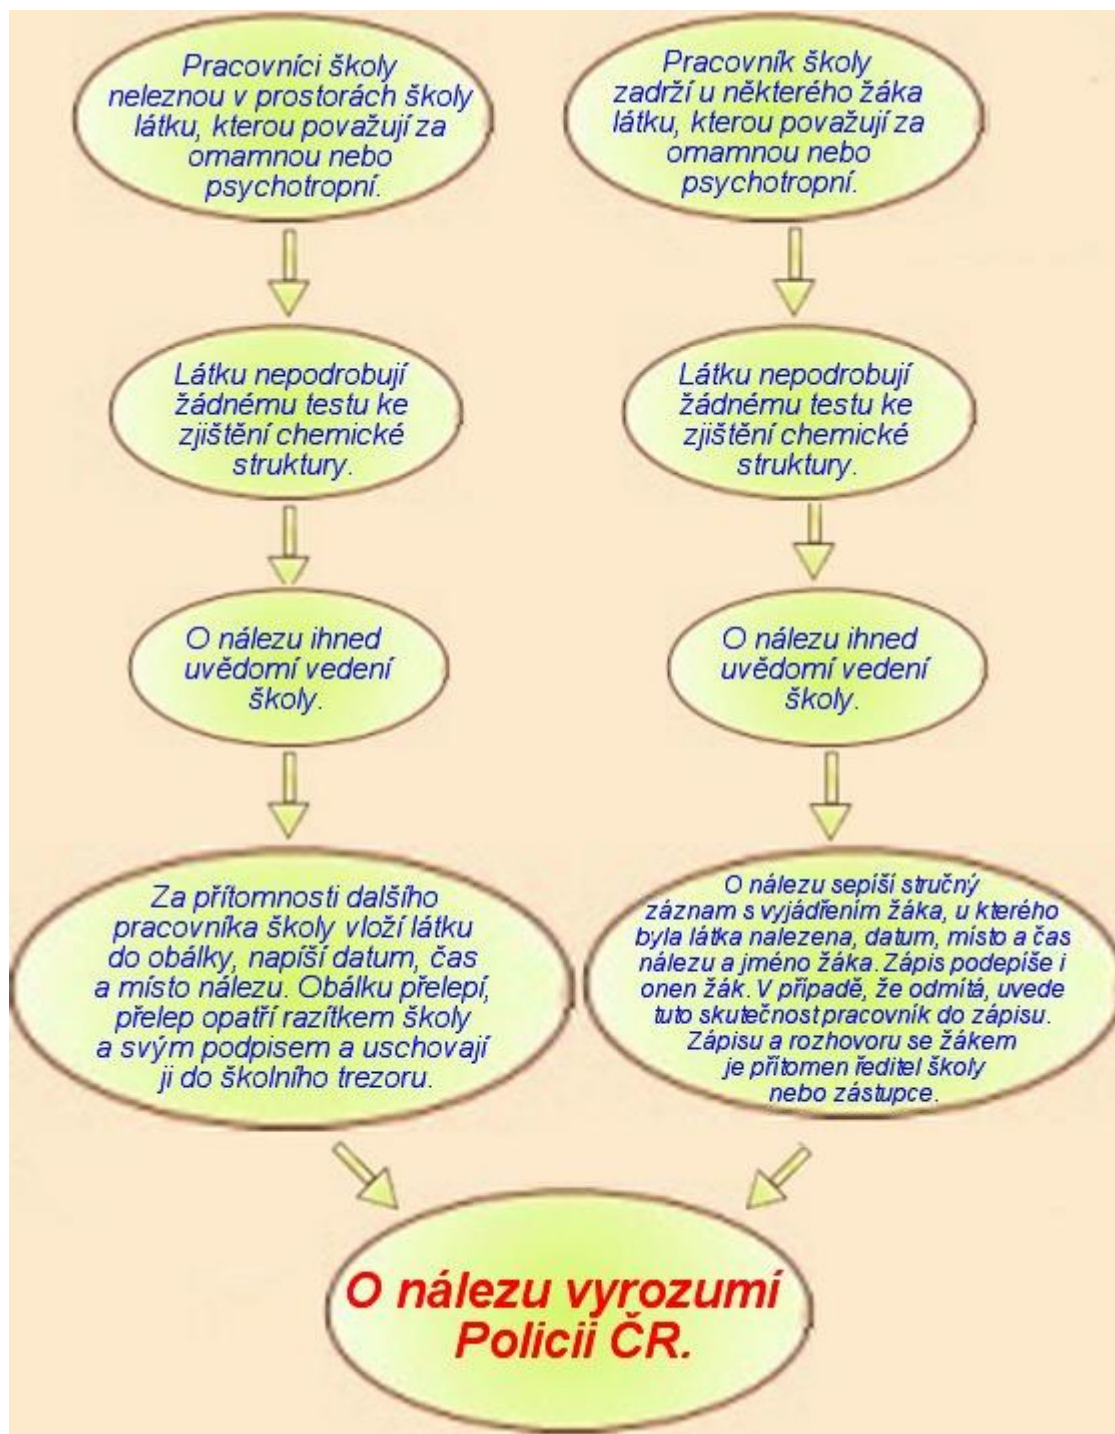 Pracovníci školy
neleznou v prostorách školy
látku, kterou považují za
omamnou nebo
psychotropní.
Látku nepodrobují
žádnému testu ke
zjištění chemické
struktury.
O nálezu ihned
uvědomí vedení
školy.
Za přítomnosti dalšího
pracovníka školy vloží látku
do obálky, napíší datum, čas
a místo nálezu. Obálku přelepí,
přelep opatří razítkem školy
a svým podpisem a uschovají
ji do školního trezoru.
Pracovník školy
zadrží u některého žáka
látku, kterou považují za
omamnou nebo
psychotropní.
Látku nepodrobují
žádnému testu ke
zjištění chemické
struktury.
O nálezu ihned
uvědomí vedení
školy.
O nálezu sepíší stručný
záznam s vyjádřením žáka, u kterého
byla látka nalezena, datum, místo a čas
nálezu a jméno žáka. Zápis podepíše i
onen žák. V případě, že odmítá, uvede
tuto skutečnost pracovník do zápisu.
Zápisu a rozhovoru se žákem
je přítomen ředitel školy
nebo zástupce.
O nálezu vyrozumí
Policii ČR.